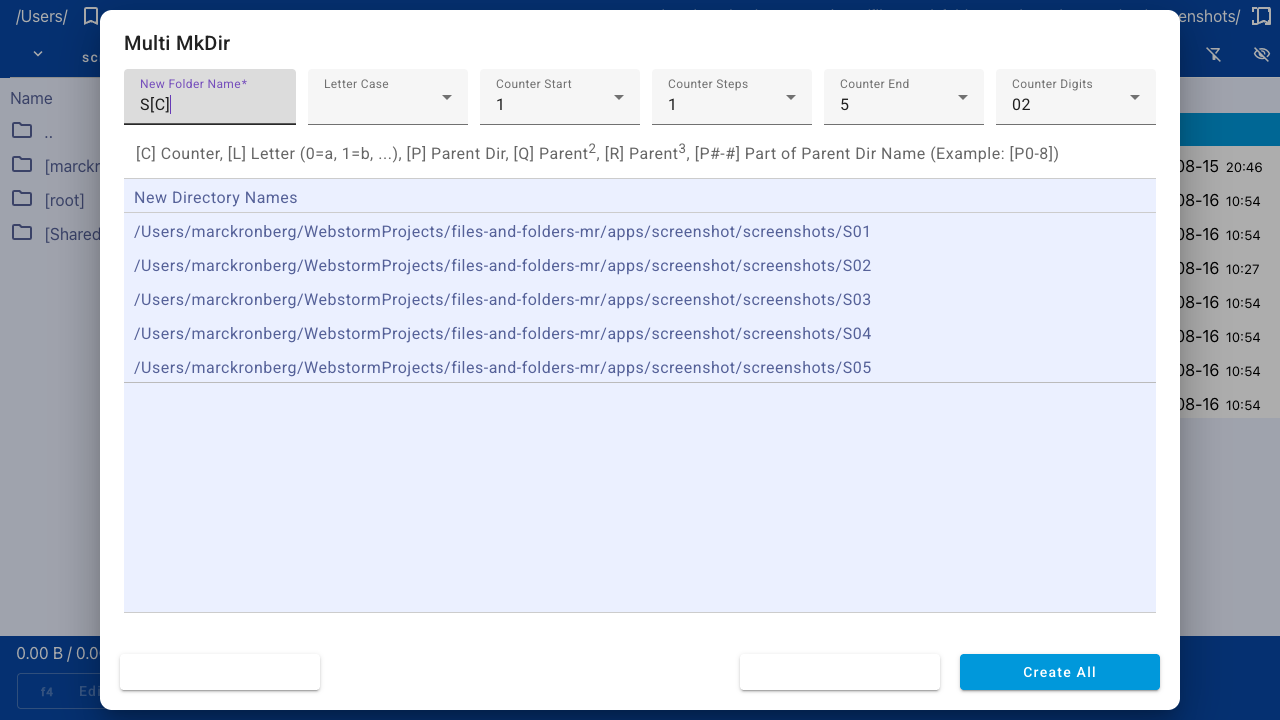 /Users/
enshots/
sc
Multi MkDir
New Folder Name*
S[C]
Letter Case
Counter Start
1
Counter Steps
1
Counter End
5
Counter Digits
02
[C] Counter, [L] Letter (0=a, 1=b, ...), [P] Parent Dir, [Q] Parent2, [R] Parent3, [P#-#] Part of Parent Dir Name (Example: [P0-8])
New Directory Names
/Users/marckronberg/WebstormProjects/files-and-folders-mr/apps/screenshot/screenshots/S01
/Users/marckronberg/WebstormProjects/files-and-folders-mr/apps/screenshot/screenshots/S02
/Users/marckronberg/WebstormProjects/files-and-folders-mr/apps/screenshot/screenshots/S03
/Users/marckronberg/WebstormProjects/files-and-folders-mr/apps/screenshot/screenshots/S04
/Users/marckronberg/WebstormProjects/files-and-folders-mr/apps/screenshot/screenshots/S05
Name
..
[marckr
[root]
[Shared
08-15 20:46
08-16 10:54
08-16 10:54
08-16 10:27
08-16 10:54
08-16 10:54
08-16 10:54
08-16 10:54
0.00 B / 0.0
f4 Edi
Create All